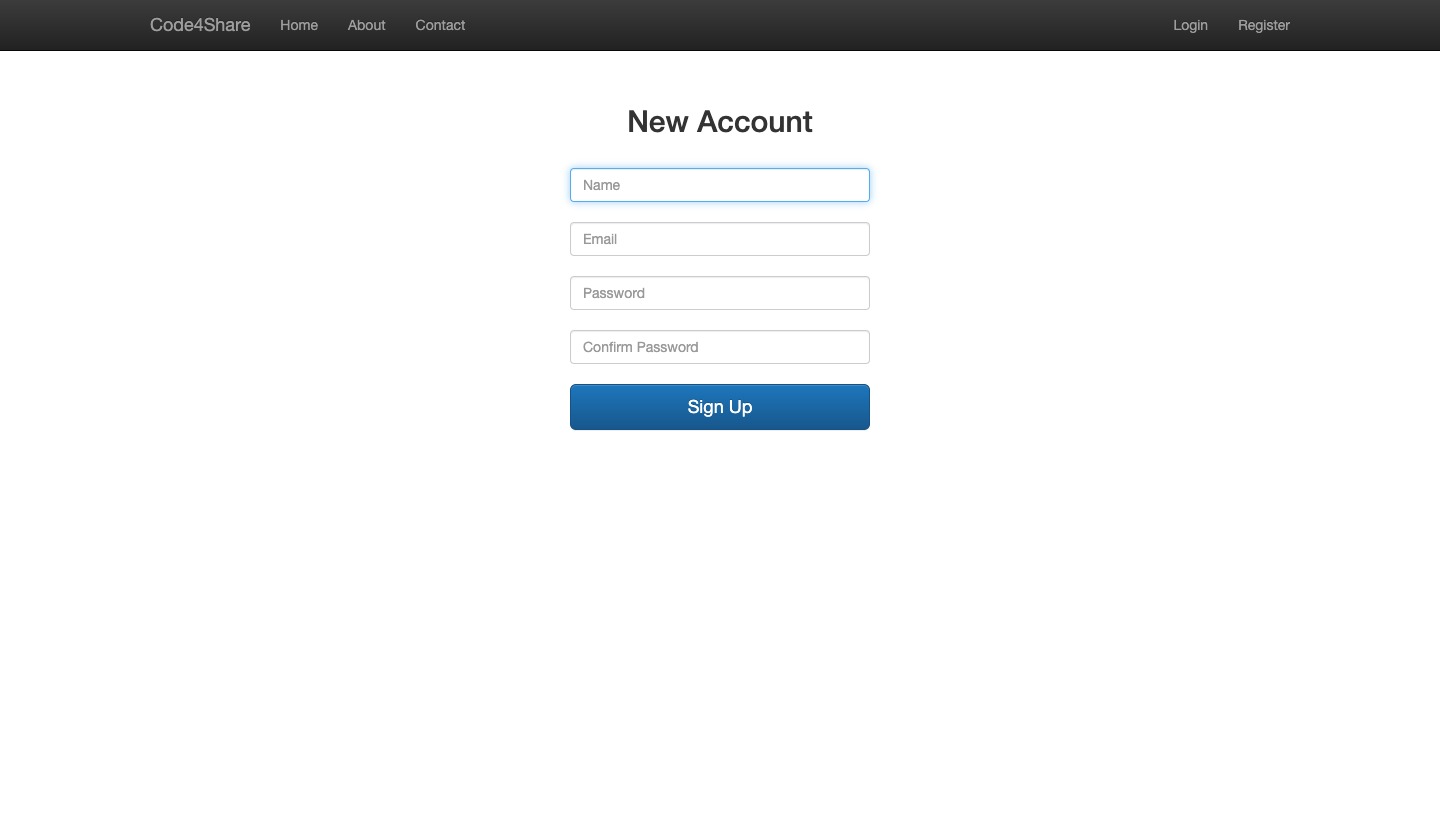 Code4Share Home About Contact Login Register
New Account
Name
Email
Password
Confirm Password
Sign Up